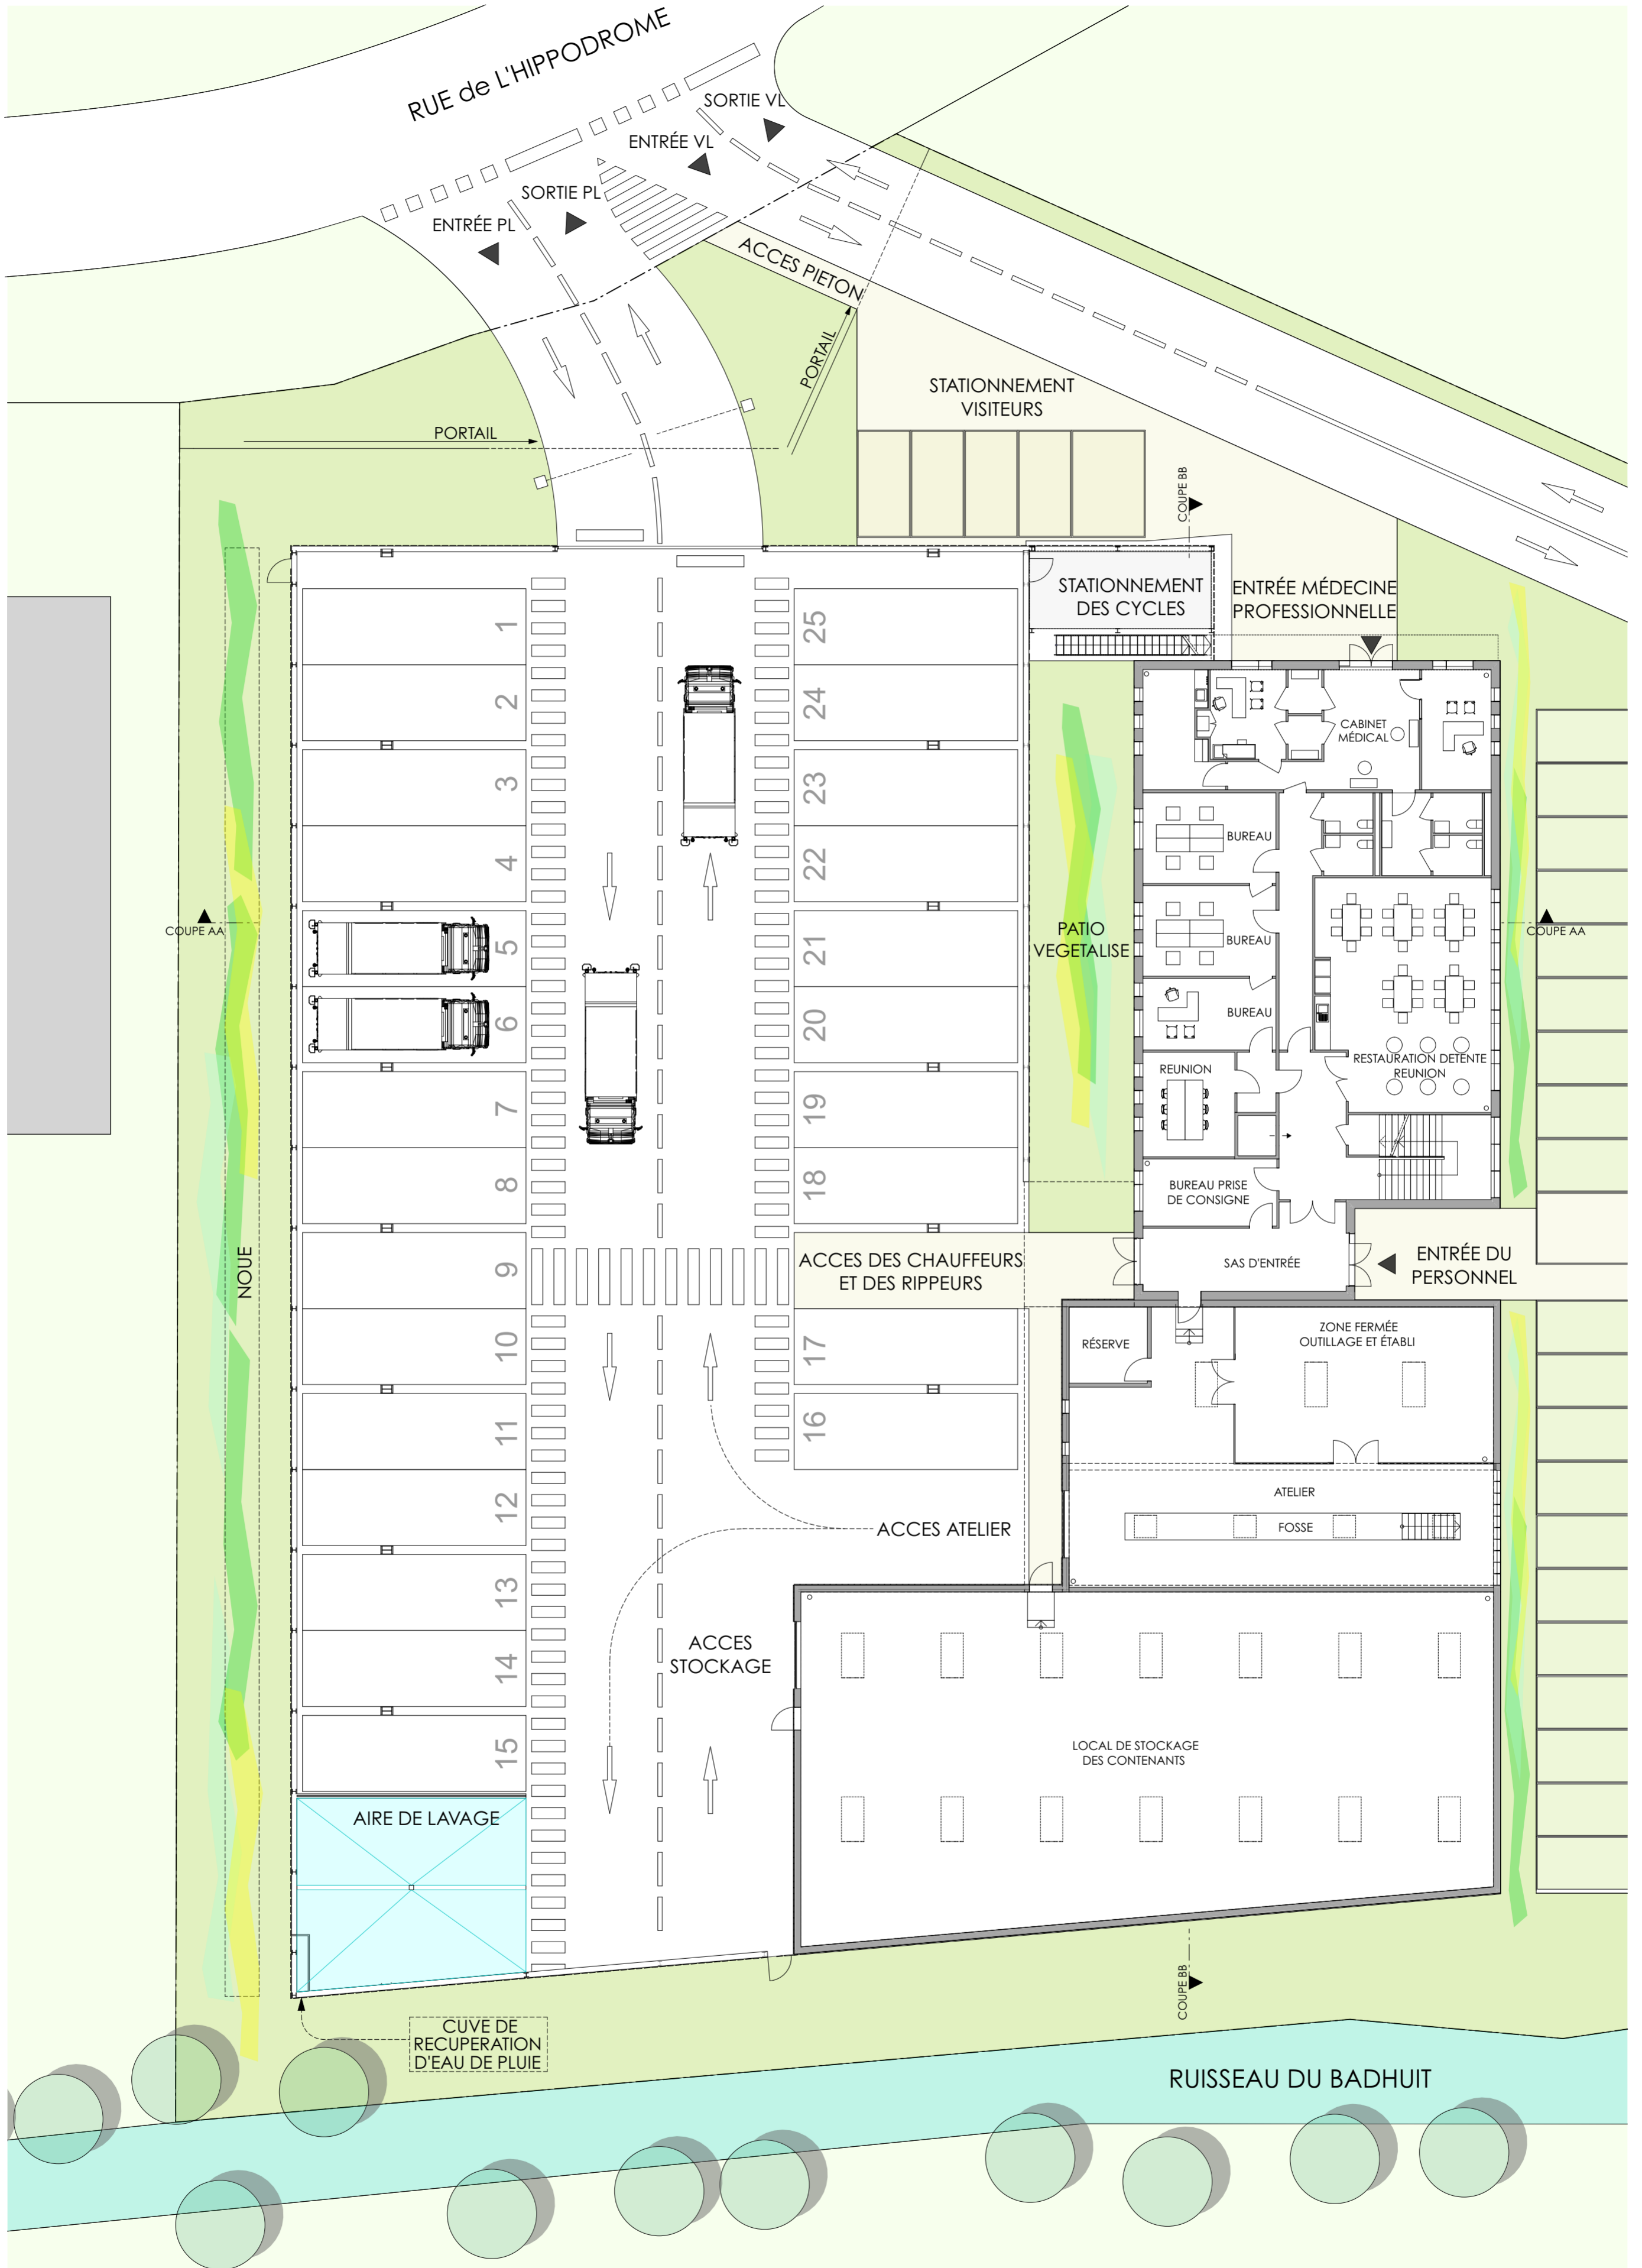 RUE de L'HIPPODROME
SORTIE VL
ENTRÉE VL
SORTIE PL
ENTRÉE PL
ACCES PIETON
PORTAIL
STATIONNEMENT
VISITEURS
PORTAIL
COUPE BB
STATIONNEMENT
DES CYCLES
ENTRÉE MÉDECINE
PROFESSIONNELLE
1
25
2
24
CABINET
MÉDICAL
3
23
4
22
BUREAU
COUPE AA
5
21
PATIO
VEGETALISE
BUREAU
COUPE AA
6
20
BUREAU
7
19
REUNION
RESTAURATION DETENTE
REUNION
8
18
BUREAU PRISE
DE CONSIGNE
NOUE
9
ACCES DES CHAUFFEURS
ET DES RIPPEURS
SAS D'ENTRÉE
ENTRÉE DU
PERSONNEL
10
17
RÉSERVE
ZONE FERMÉE
OUTILLAGE ET ÉTABLI
11
16
12
ATELIER
FOSSE
ACCES ATELIER
13
14
ACCES
STOCKAGE
15
LOCAL DE STOCKAGE
DES CONTENANTS
AIRE DE LAVAGE
COUPE BB
CUVE DE
RECUPERATION
D'EAU DE PLUIE
RUISSEAU DU BADHUIT